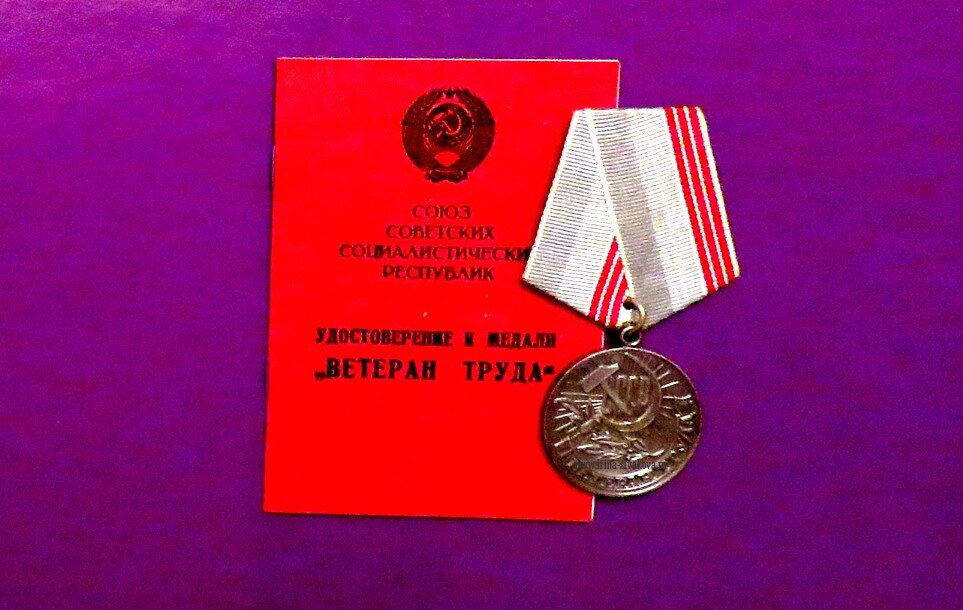 СОЮЗ
СОВЕТСКИХ
СОЦИАЛИСТИЧЕСКИ
РЕСПУБЛИК
УДОСТОВЕРЕНИЕ К МЕДАЛИ
„ВЕТЕРАН ТРУДА“